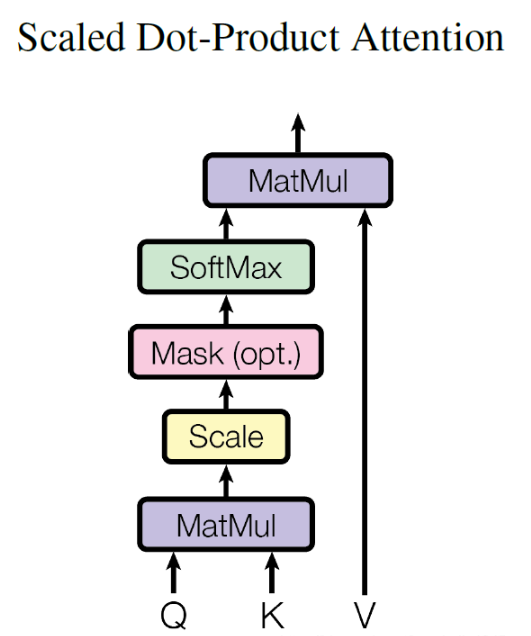 Scaled Dot-Product Attention
MatMul
SoftMax
Mask (opt.)
Scale
MatMul
Q K V